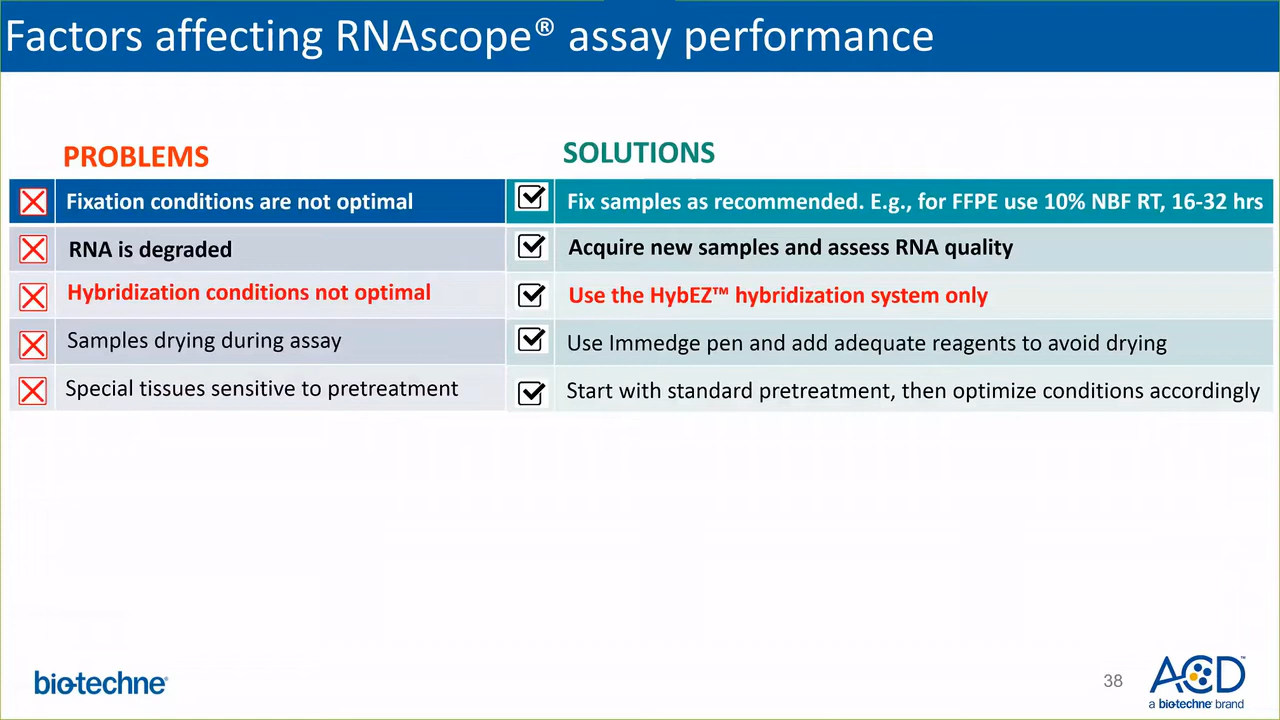 Factors affecting RNAscope® assay performance
PROBLEMS
SOLUTIONS
Fixation conditions are not optimal
Fix samples as recommended. E.g., for FFPE use 10% NBF RT, 16-32 hrs
RNA is degraded
Acquire new samples and assess RNA quality
Hybridization conditions not optimal
Use the HybEZ™ hybridization system only
Samples drying during assay
Use Immedge pen and add adequate reagents to avoid drying
Special tissues sensitive to pretreatment
Start with standard pretreatment, then optimize conditions accordingly
bio-techne®
38
ACD™
a bio-techne® brand